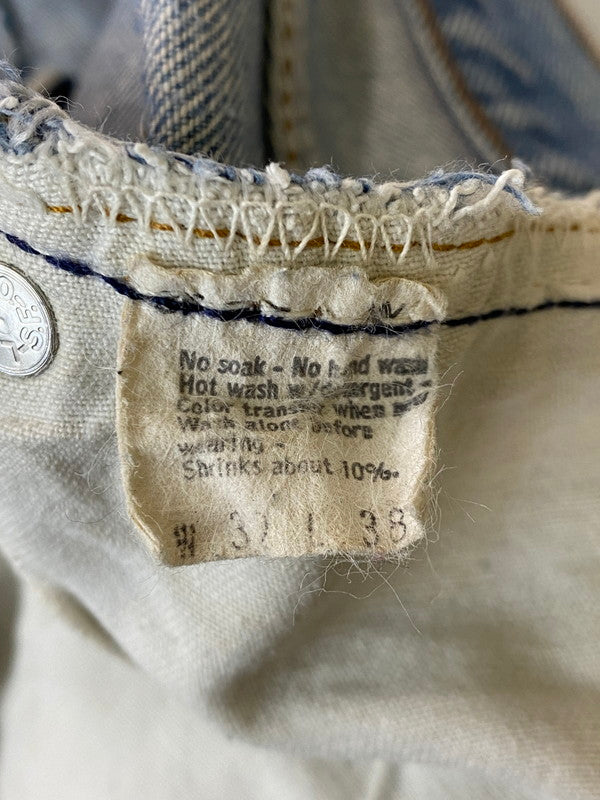 No soak - No hand wash
Hot wash w/detergent -
Color transfer when new
Wash alone before
wearing -
Shrinks about 10%.
W 37 L 38